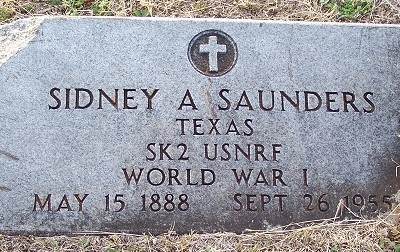 SIDNEY A SAUNDERS
TEXAS
SK2 USNRF
WORLD WAR I
MAY 15 1888 SEPT 26 1955